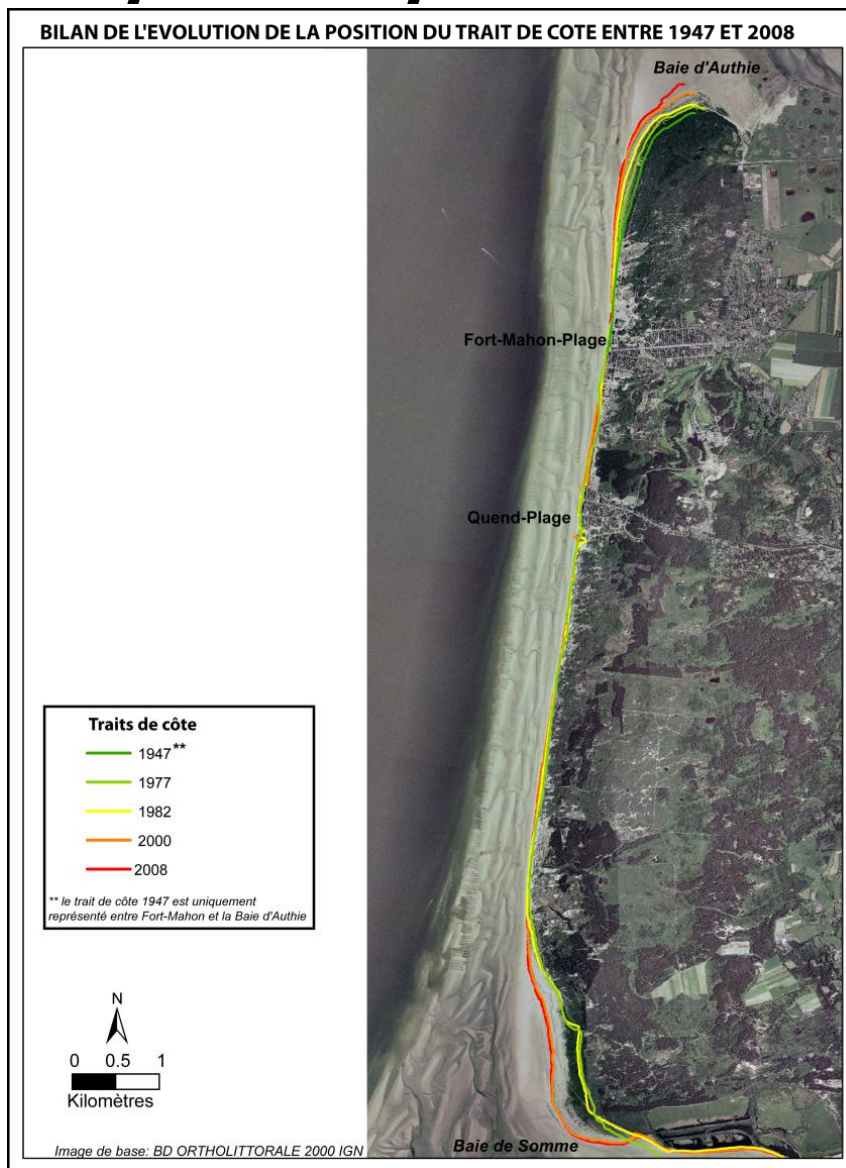 BILAN DE L'EVOLUTION DE LA POSITION DU TRAIT DE COTE ENTRE 1947 ET 2008
Baie d'Authie
Fort-Mahon-Plage
Quend-Plage
Traits de côte
1947**
1977
1982
2000
2008
** le trait de côte 1947 est uniquement
représenté entre Fort-Mahon et la Baie d'Authie
N
0 0.5 1
Kilomètres
Baie de Somme
Image de base: BD ORTHOLITTORALE 2000 IGN